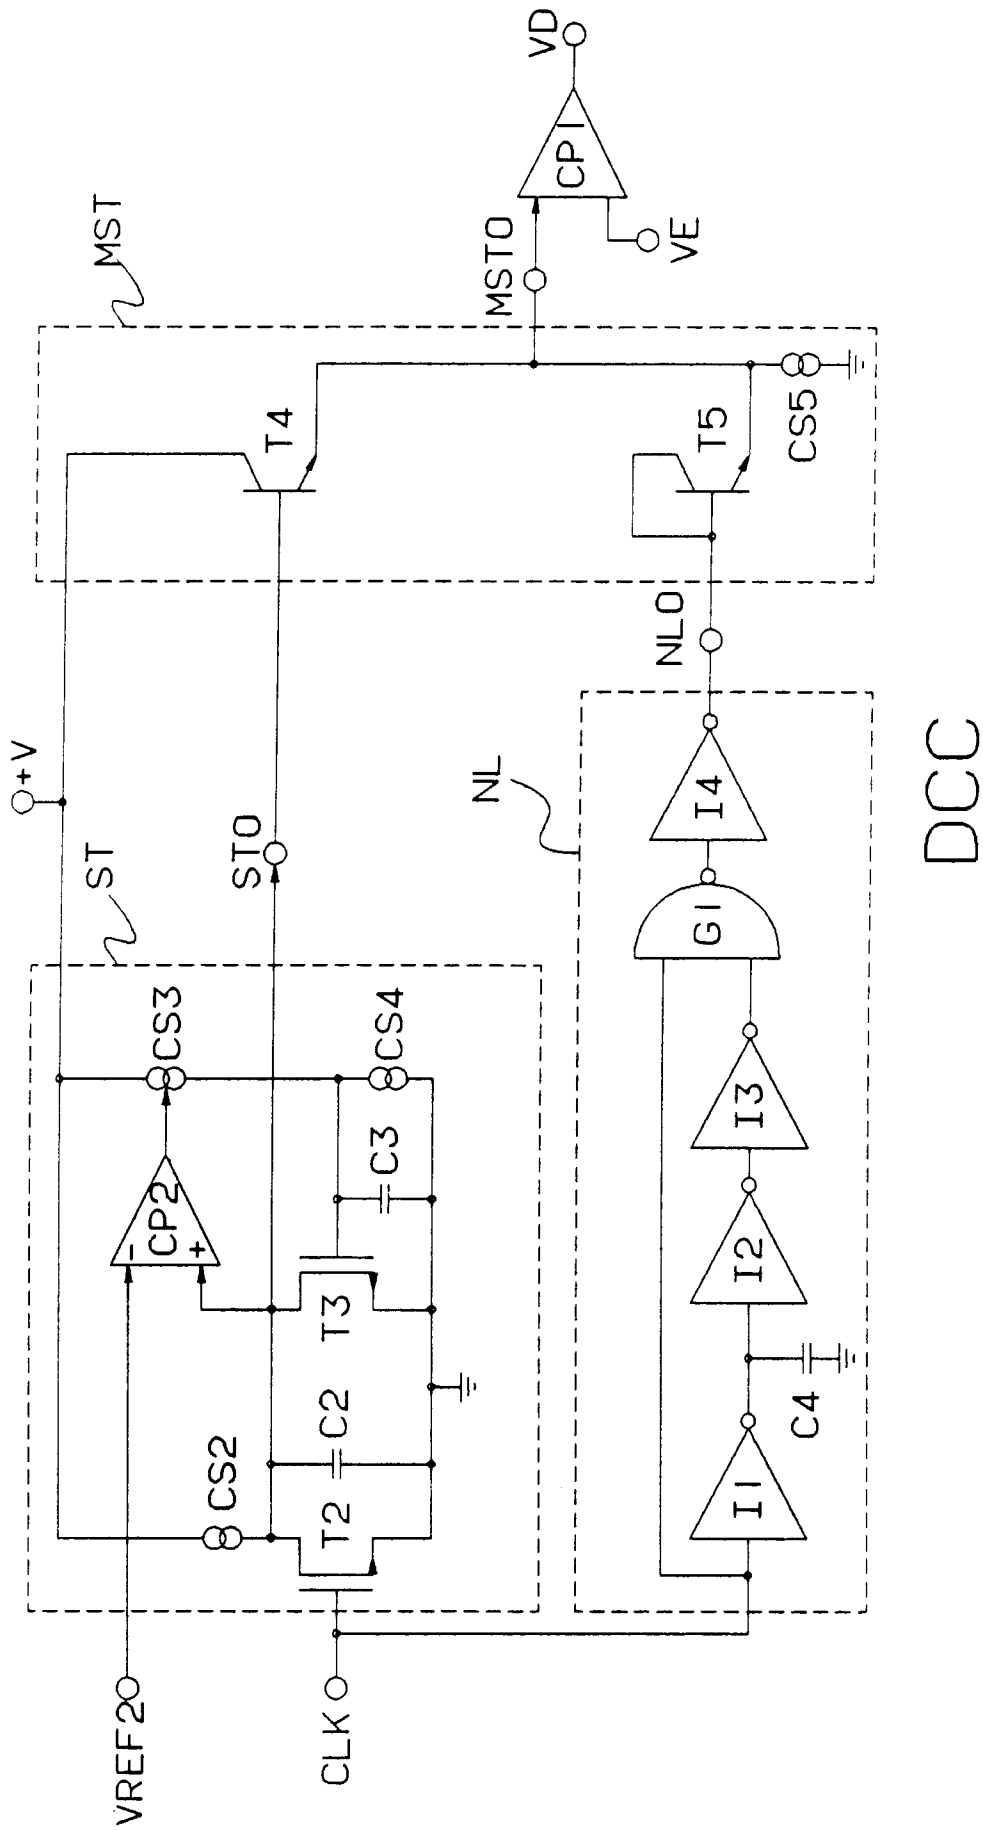 VREF2
CLK
ST
CS2
T2
C2
T3
-
+
CP2
C3
CS3
CS4
STO
+V
NL
I1
C4
I2
I3
G1
I4
NLO
MST
T4
T5
CS5
MSTO
VE
CP1
VD
DCC